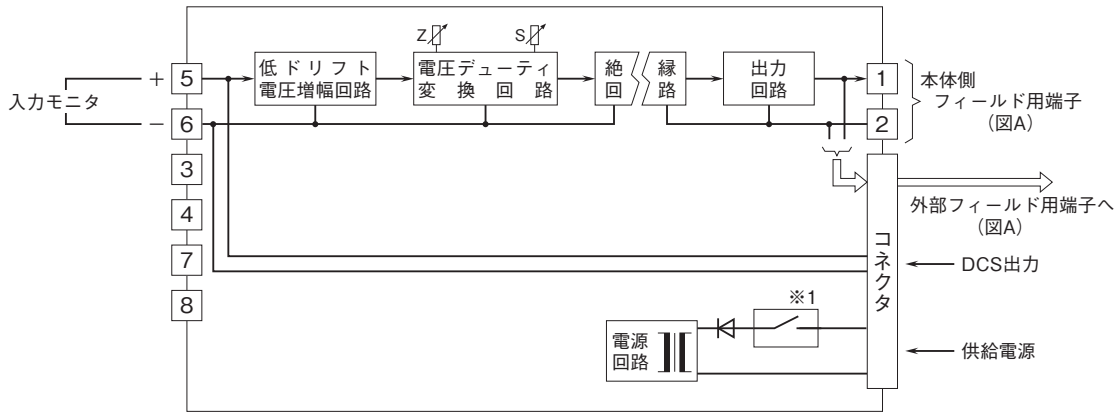 Z
S
低ドリフト
電圧増幅回路
電圧デューティ
変換回路
絶
回
縁
路
出力
回路
入力モニタ
+
−
5
6
3
4
7
8
1
2
本体側
フィールド用端子
(図A)
外部フィールド用端子へ
(図A)
コネクタ
DCS出力
※1
電源
回路
供給電源